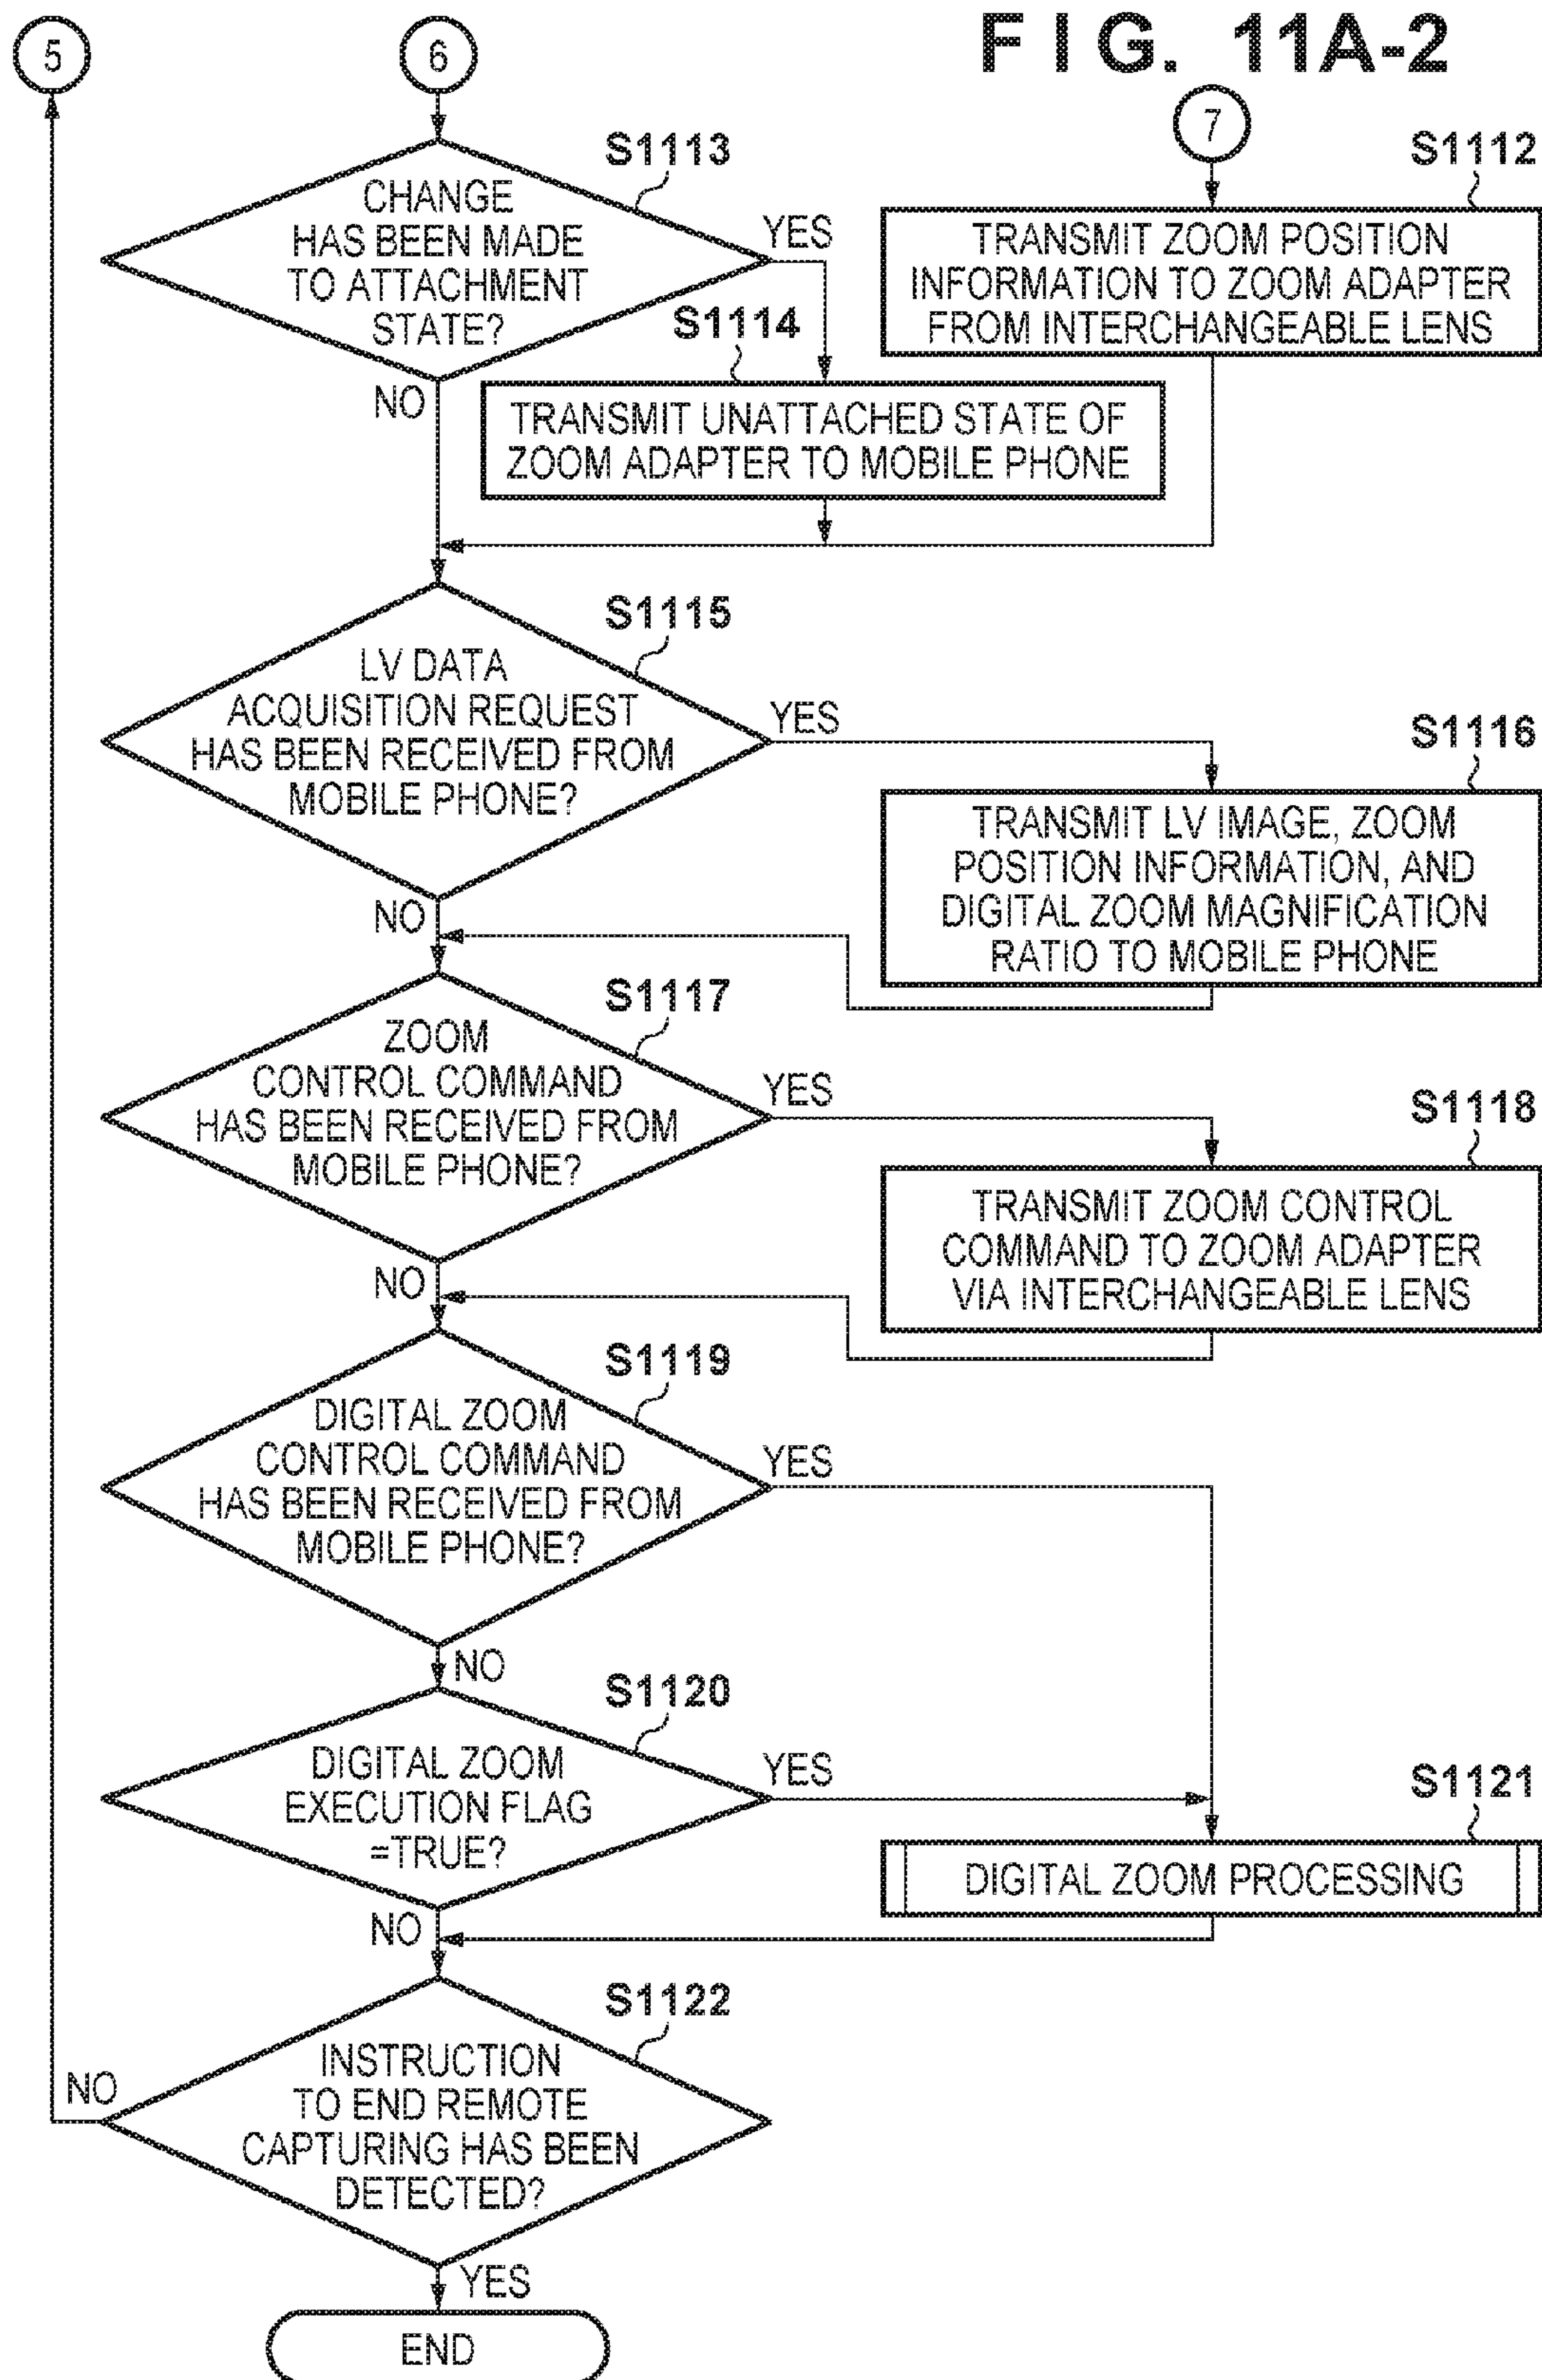 FIG. 11A-2
5
6
7
S1113
CHANGE
HAS BEEN MADE
TO ATTACHMENT
STATE?
YES
NO
S1112
TRANSMIT ZOOM POSITION
INFORMATION TO ZOOM ADAPTER
FROM INTERCHANGEABLE LENS
S1114
TRANSMIT UNATTACHED STATE OF
ZOOM ADAPTER TO MOBILE PHONE
S1115
LV DATA
ACQUISITION REQUEST
HAS BEEN RECEIVED FROM
MOBILE PHONE?
YES
NO
S1116
TRANSMIT LV IMAGE, ZOOM
POSITION INFORMATION, AND
DIGITAL ZOOM MAGNIFICATION
RATIO TO MOBILE PHONE
S1117
ZOOM
CONTROL COMMAND
HAS BEEN RECEIVED FROM
MOBILE PHONE?
YES
NO
S1118
TRANSMIT ZOOM CONTROL
COMMAND TO ZOOM ADAPTER
VIA INTERCHANGEABLE LENS
S1119
DIGITAL ZOOM
CONTROL COMMAND
HAS BEEN RECEIVED FROM
MOBILE PHONE?
YES
NO
S1120
DIGITAL ZOOM
EXECUTION FLAG
=TRUE?
YES
NO
S1121
DIGITAL ZOOM PROCESSING
S1122
INSTRUCTION
TO END REMOTE
CAPTURING HAS BEEN
DETECTED?
NO
YES
END